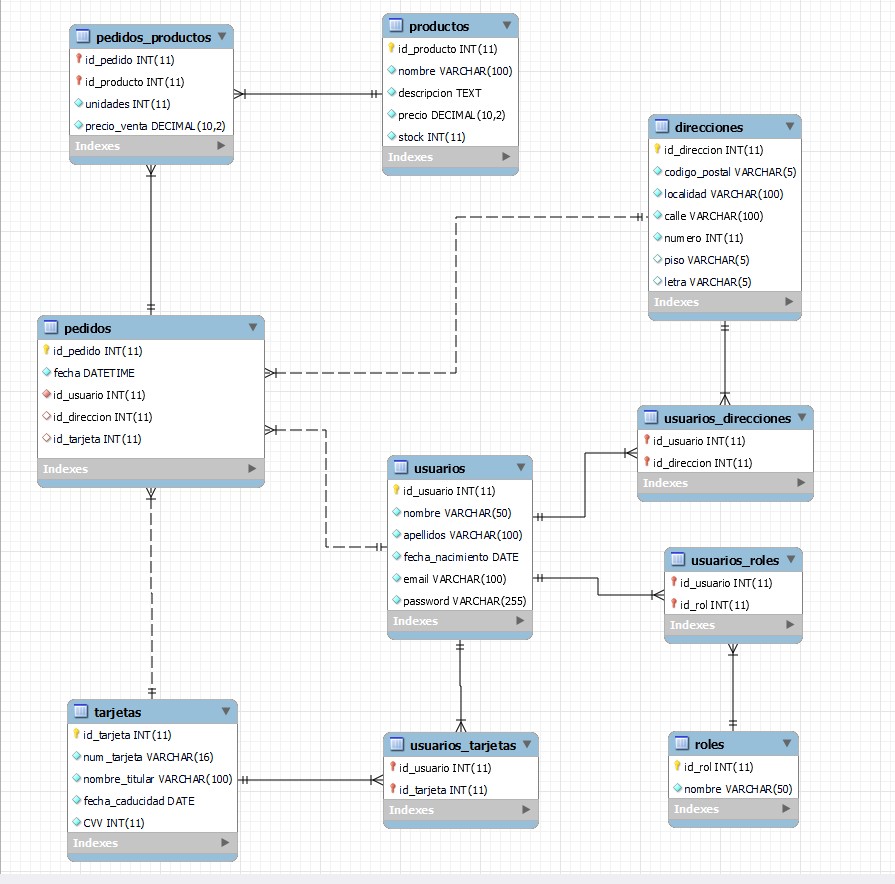 pedidos_productos
id_pedido INT(11)
id_producto INT(11)
unidades INT(11)
precio_venta DECIMAL(10,2)
Indexes
productos
id_producto INT(11)
nombre VARCHAR(100)
descripcion TEXT
precio DECIMAL(10,2)
stock INT(11)
Indexes
direcciones
id_direccion INT(11)
codigo_postal VARCHAR(5)
localidad VARCHAR(100)
calle VARCHAR(100)
numero INT(11)
piso VARCHAR(5)
letra VARCHAR(5)
Indexes
pedidos
id_pedido INT(11)
fecha DATETIME
id_usuario INT(11)
id_direccion INT(11)
id_tarjeta INT(11)
Indexes
usuarios
id_usuario INT(11)
nombre VARCHAR(50)
apellidos VARCHAR(100)
fecha_nacimiento DATE
email VARCHAR(100)
password VARCHAR(255)
Indexes
usuarios_direcciones
id_usuario INT(11)
id_direccion INT(11)
Indexes
usuarios_roles
id_usuario INT(11)
id_rol INT(11)
Indexes
tarjetas
id_tarjeta INT(11)
num_tarjeta VARCHAR(16)
nombre_titular VARCHAR(100)
fecha_caducidad DATE
CVV INT(11)
Indexes
usuarios_tarjetas
id_usuario INT(11)
id_tarjeta INT(11)
Indexes
roles
id_rol INT(11)
nombre VARCHAR(50)
Indexes